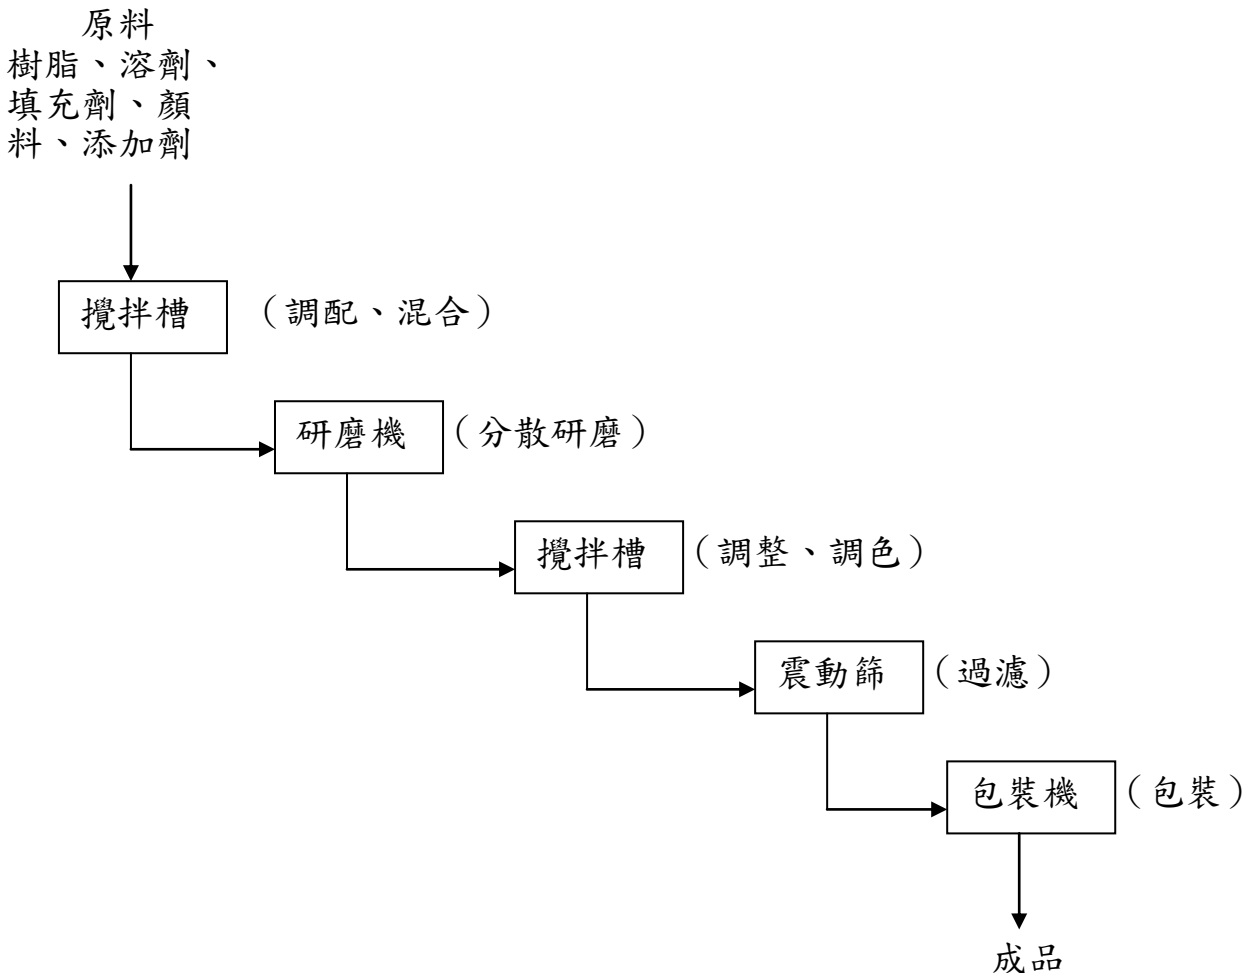 原料
樹脂、溶劑、
填充劑、顏
料、添加劑
攪拌槽
（調配、混合）
研磨機
（分散研磨）
攪拌槽
（調整、調色）
震動篩
（過濾）
包裝機
（包裝）
成品